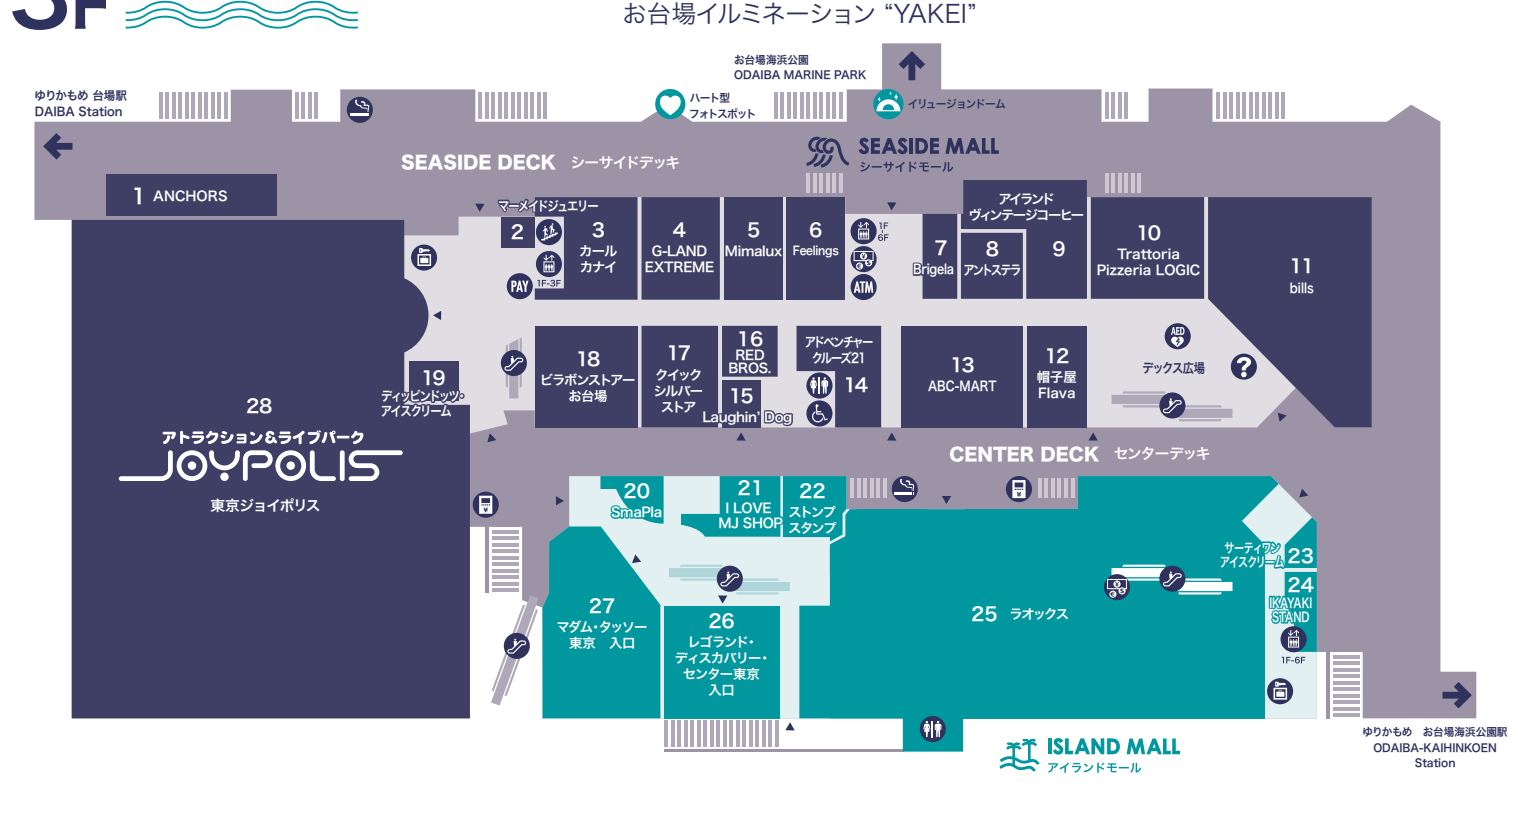 3F
お台場イルミネーション “YAKEI”
お台場海浜公園
ODAIBA MARINE PARK
ゆりかもめ 台場駅
DAIBA Station
ハート型
フォトスポット
イリュージョンドーム
SEASIDE DECK シーサイドデッキ
SEASIDE MALL
シーサイドモール
1 ANCHORS
マーメイドジュエリー
2
3
カール
カナイ
4
G-LAND
EXTREME
5
Mimalux
6
Feelings
1F
6F
1F-3F
PAY
ATM
7
Brigela
アイランド
ヴィンテージコーヒー
8
アントステラ
9
10
Trattoria
Pizzeria LOGIC
11
bills
AED
デックス広場
?
12
帽子屋
Flava
13
ABC-MART
アドベンチャー
クルーズ21
14
16
RED
BROS.
15
Laughin' Dog
17
クイック
シルバー
ストア
18
ビラボンストアー
お台場
19
ディッピンドッツ・
アイスクリーム
28
アトラクション&ライブパーク
JOYPOLIS
東京ジョイポリス
CENTER DECK センターデッキ
20
SmaPla
21
I LOVE
MJ SHOP
22
ストンプ
スタンプ
サーティワン
アイスクリーム
23
24
IKAYAKI
STAND
1F-6F
25 ラオックス
26
レゴランド・
ディスカバリー・
センター東京
入口
27
マダム・タッソー
東京 入口
ISLAND MALL
アイランドモール
ゆりかもめ お台場海浜公園駅
ODAIBA-KAIHINKOEN
Station